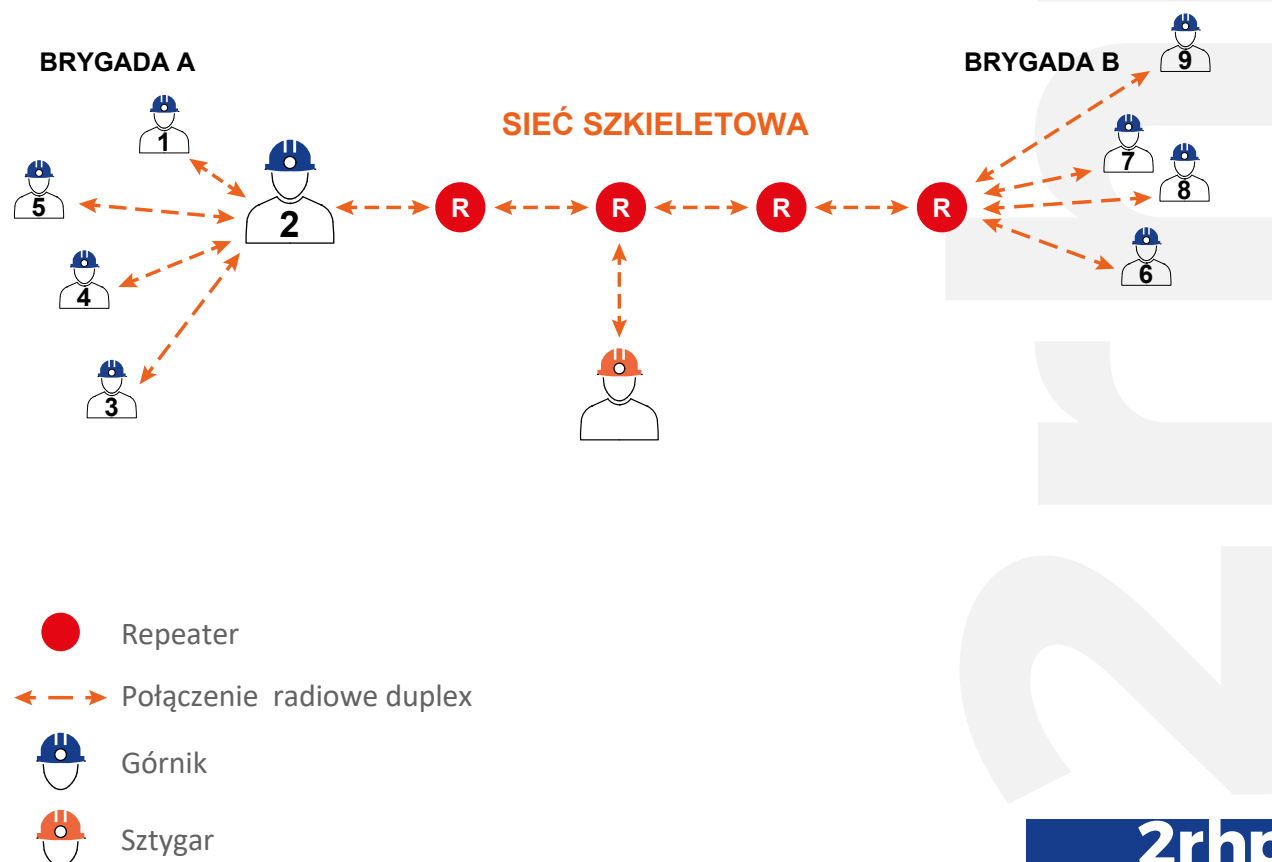 BRYGADA A
BRYGADA B
9
1
SIEĆ SZKIELETOWA
7
8
5
2
R R R R
4
6
3
Repeater
Połączenie radiowe duplex
Górnik
Sztygar